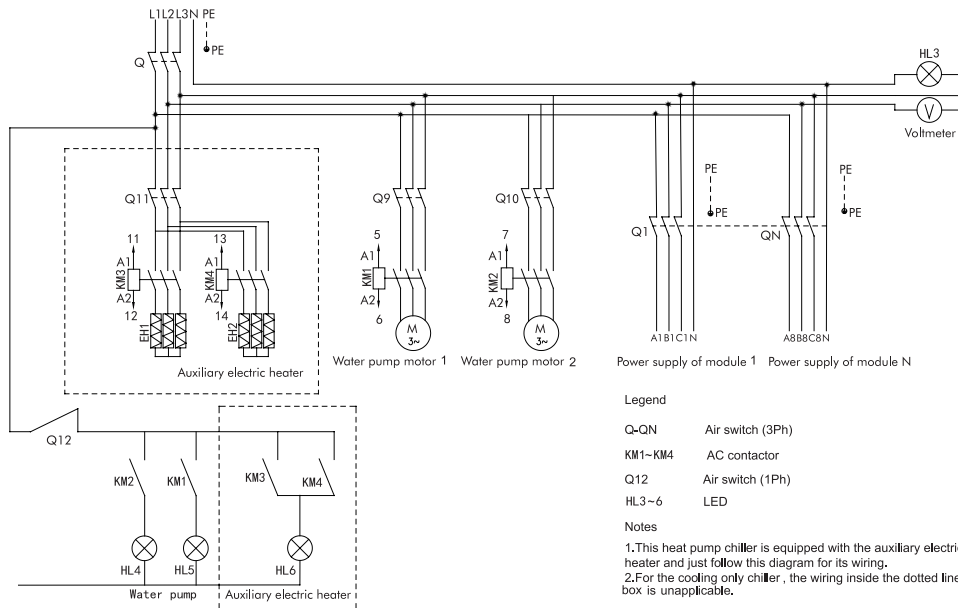 L1L2L3N PE
PE
Q
HL3
V
Voltmeter
Q11
Q9
Q10
Q1
PE
PE
QN
PE
PE
11
A1
KM3
A2
12
13
A1
KM4
A2
14
5
A1
KM1
A2
6
7
A1
KM2
A2
8
EH1
EH2
M
3~
M
3~
A1B1C1N
A8B8C8N
Auxiliary electric heater
Water pump motor 1
Water pump motor 2
Power supply of module 1
Power supply of module N
Q12
KM2
KM1
KM3
KM4
HL4
HL5
HL6
Water pump
Auxiliary electric heater
Legend
Q-QN Air switch (3Ph)
KM1~KM4 AC contactor
Q12 Air switch (1Ph)
HL3~6 LED
Notes
1.This heat pump chiller is equipped with the auxiliary electric
heater and just follow this diagram for its wiring.
2.For the cooling only chiller , the wiring inside the dotted line
box is unapplicable.